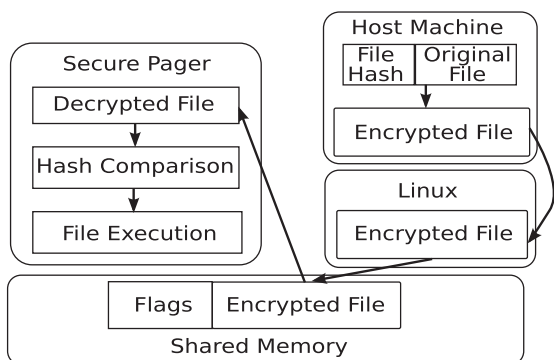 Secure Pager
Decrypted File
Hash Comparison
File Execution
Host Machine
File
Hash
Original
File
Encrypted File
Linux
Encrypted File
Flags
Encrypted File
Shared Memory